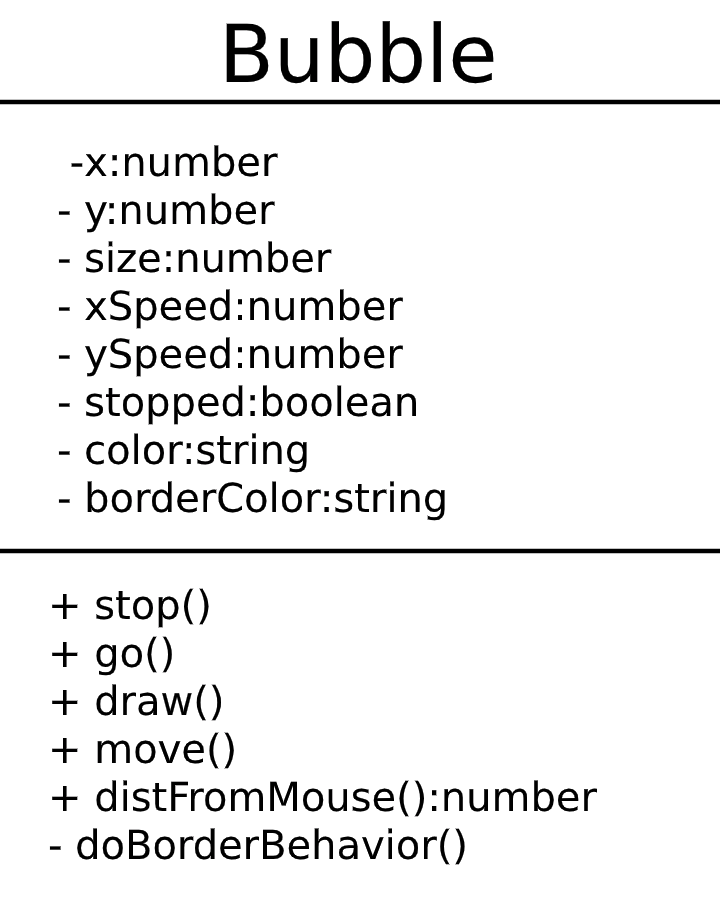 Bubble
-x:number
- y:number
- size:number
- xSpeed:number
- ySpeed:number
- stopped:boolean
- color:string
- borderColor:string
+ stop()
+ go()
+ draw()
+ move()
+ distFromMouse():number
- doBorderBehavior()